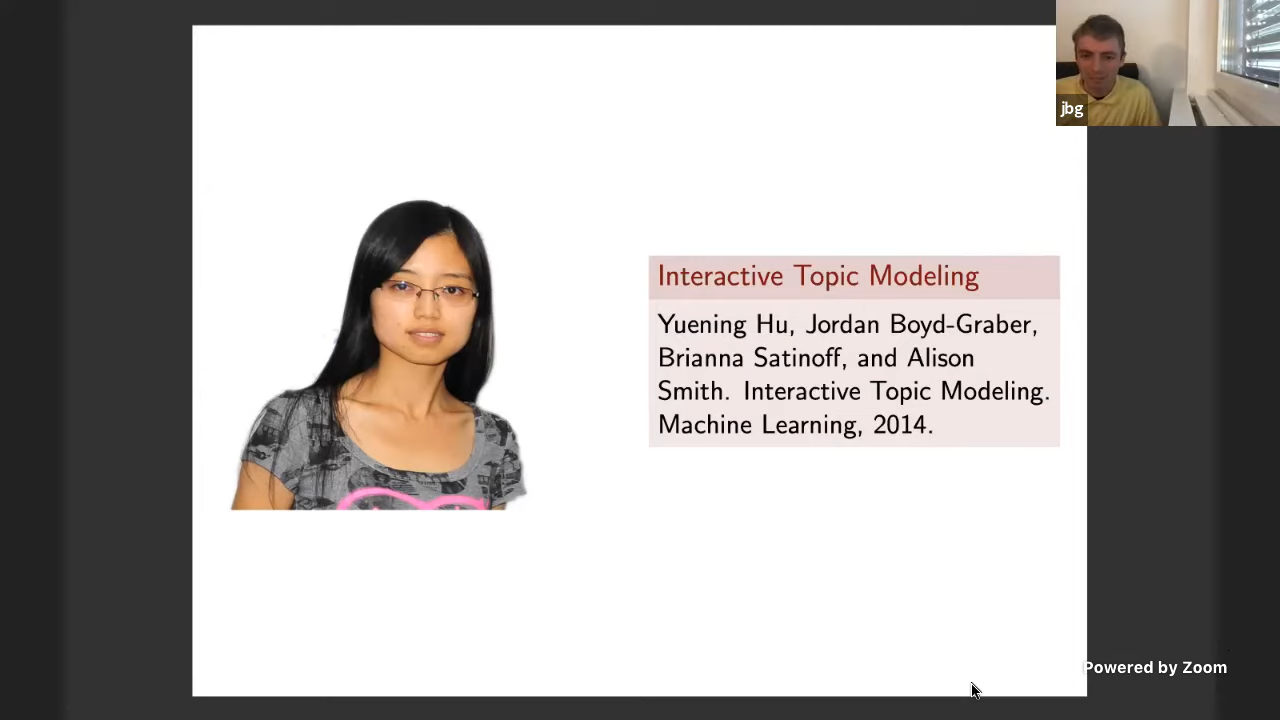 jbg
Interactive Topic Modeling
Yuening Hu, Jordan Boyd-Graber,
Brianna Satinoff, and Alison
Smith. Interactive Topic Modeling.
Machine Learning, 2014.
Powered by Zoom